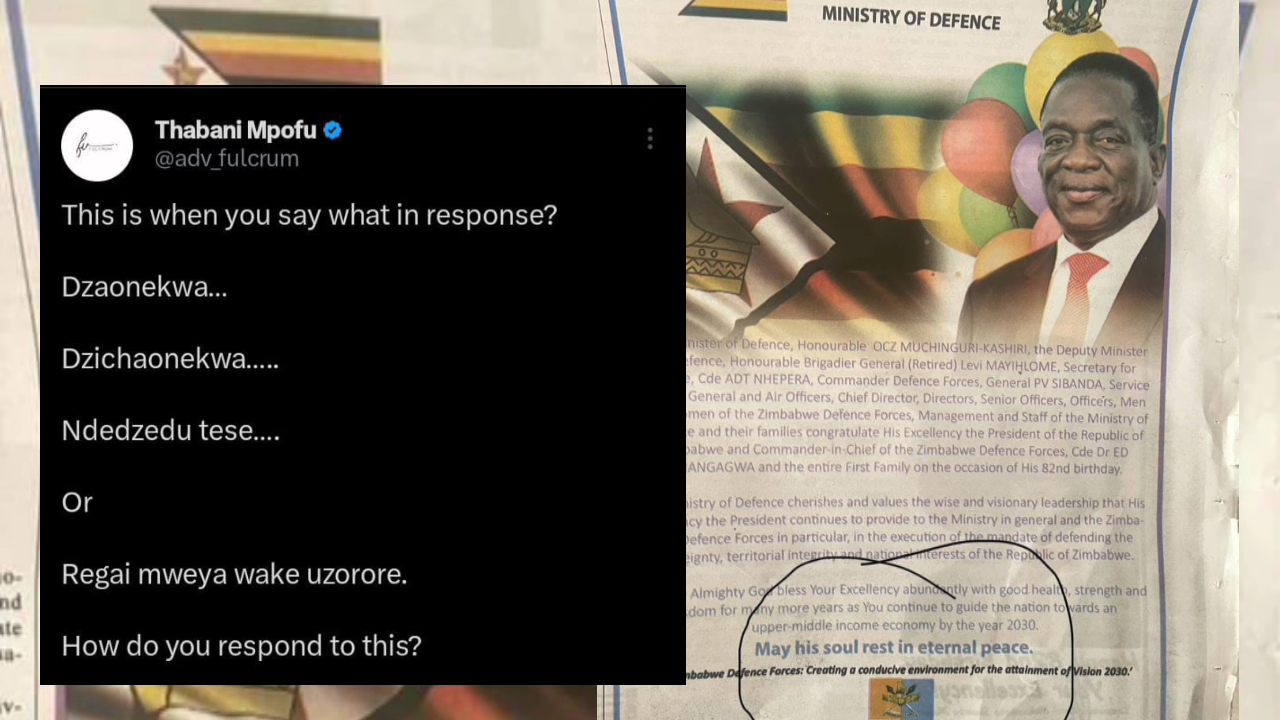 Thabani Mpofu
@adv_fulcrum
This is when you say what in response?
Dzaonekwa...
Dzichaonekwa.....
Ndedzedu tese....
Or
Regai mweya wake uzorore.
How do you respond to this?
MINISTRY OF DEFENCE
of Defence, Honourable OCZ MUCHINGURI-KASHIRI, the Deputy Minister
Honourable Brigadier General (Retired) Levi MAYIHLOME, Secretary for
Cde ADT NHEPERA, Commander Defence Forces, General PV SIBANDA, Service
General and Air Officers, Chief Director, Directors, Senior Officers, Officers, Men
of the Zimbabwe Defence Forces, Management and Staff of the Ministry of
and their families congratulate His Excellency the President of the Republic of
and Commander-in-Chief of the Zimbabwe Defence Forces, Cde Dr ED
ANGAGWA and the entire First Family on the occasion of His 82nd birthday.
cherishes and values the wise and visionary leadership that His
the President continues to provide to the Ministry in general and the Zimba-
Defence Forces in particular, in the execution of the mandate of defending the
territorial integrity and national interests of the Republic of Zimbabwe.
Almighty God bless Your Excellency abundantly with good health, strength and
for many more years as You continue to guide the nation towards an
upper-middle income economy by the year 2030.
May his soul rest in eternal peace.
Defence Forces: Creating a conducive environment for the attainment of Vision 2030.'